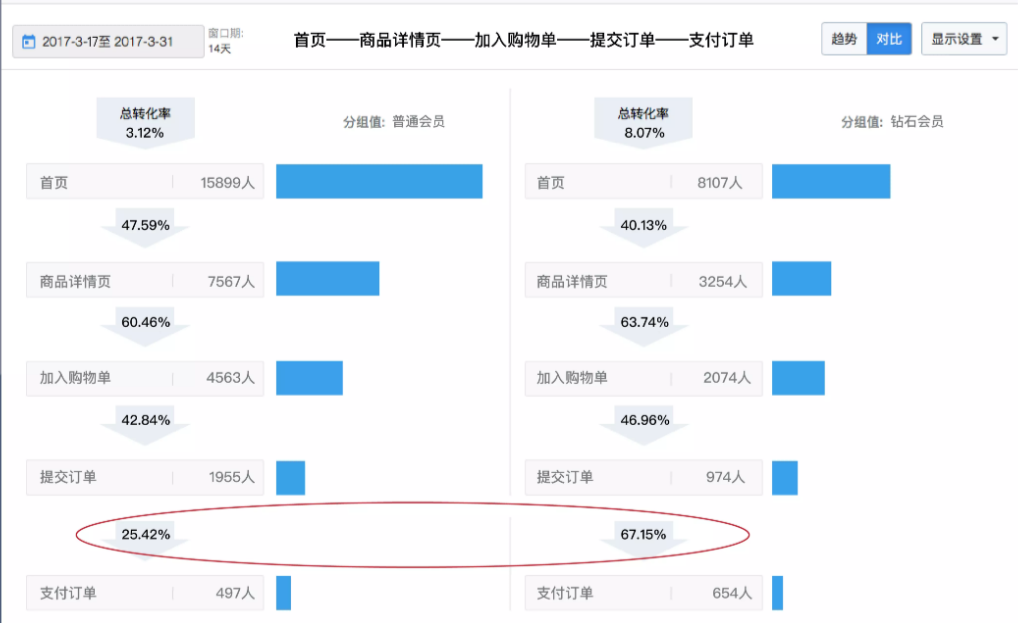 2017-3-17至 2017-3-31
窗口期:
14天
首页——商品详情页——加入购物单——提交订单——支付订单
趋势
对比
显示设置
总转化率
3.12%
分组值: 普通会员
首页 15899人
47.59%
商品详情页 7567人
60.46%
加入购物单 4563人
42.84%
提交订单 1955人
25.42%
支付订单 497人
总转化率
8.07%
分组值: 钻石会员
首页 8107人
40.13%
商品详情页 3254人
63.74%
加入购物单 2074人
46.96%
提交订单 974人
67.15%
支付订单 654人